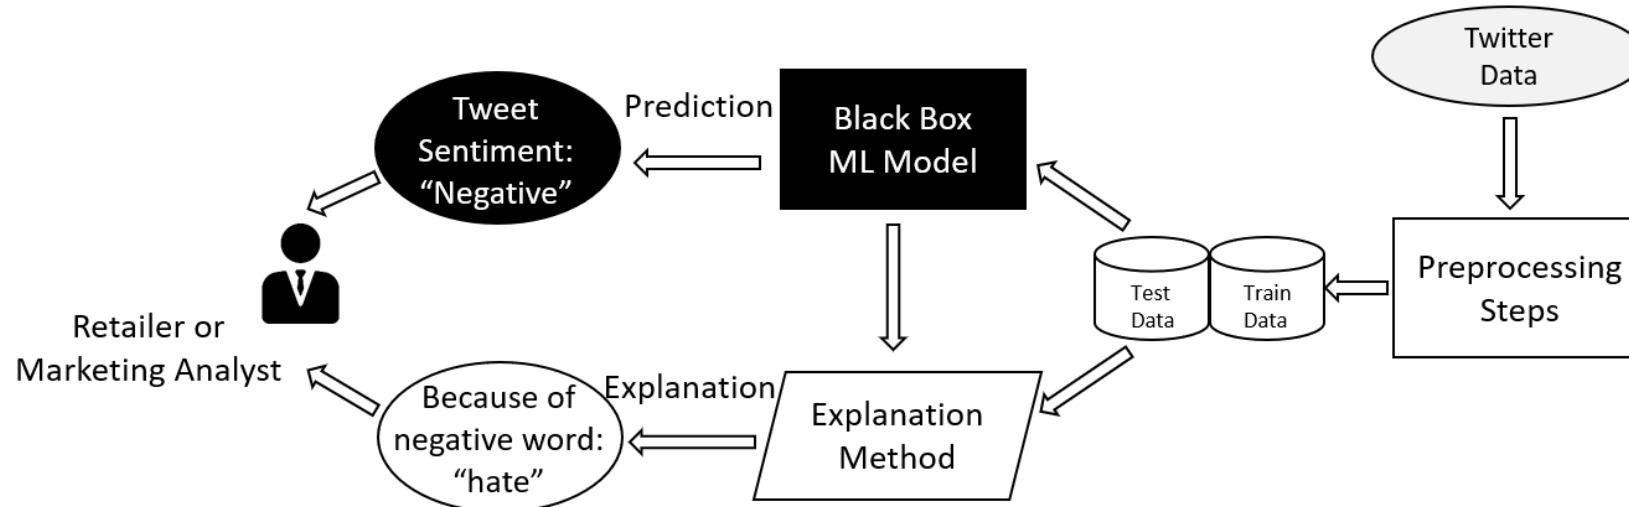 Twitter
Data
Tweet
Sentiment:
“Negative”
Prediction
Black Box
ML Model
Preprocessing
Steps
Test
Data
Train
Data
Retailer or
Marketing Analyst
Because of
negative word:
“hate”
Explanation
Explanation
Method